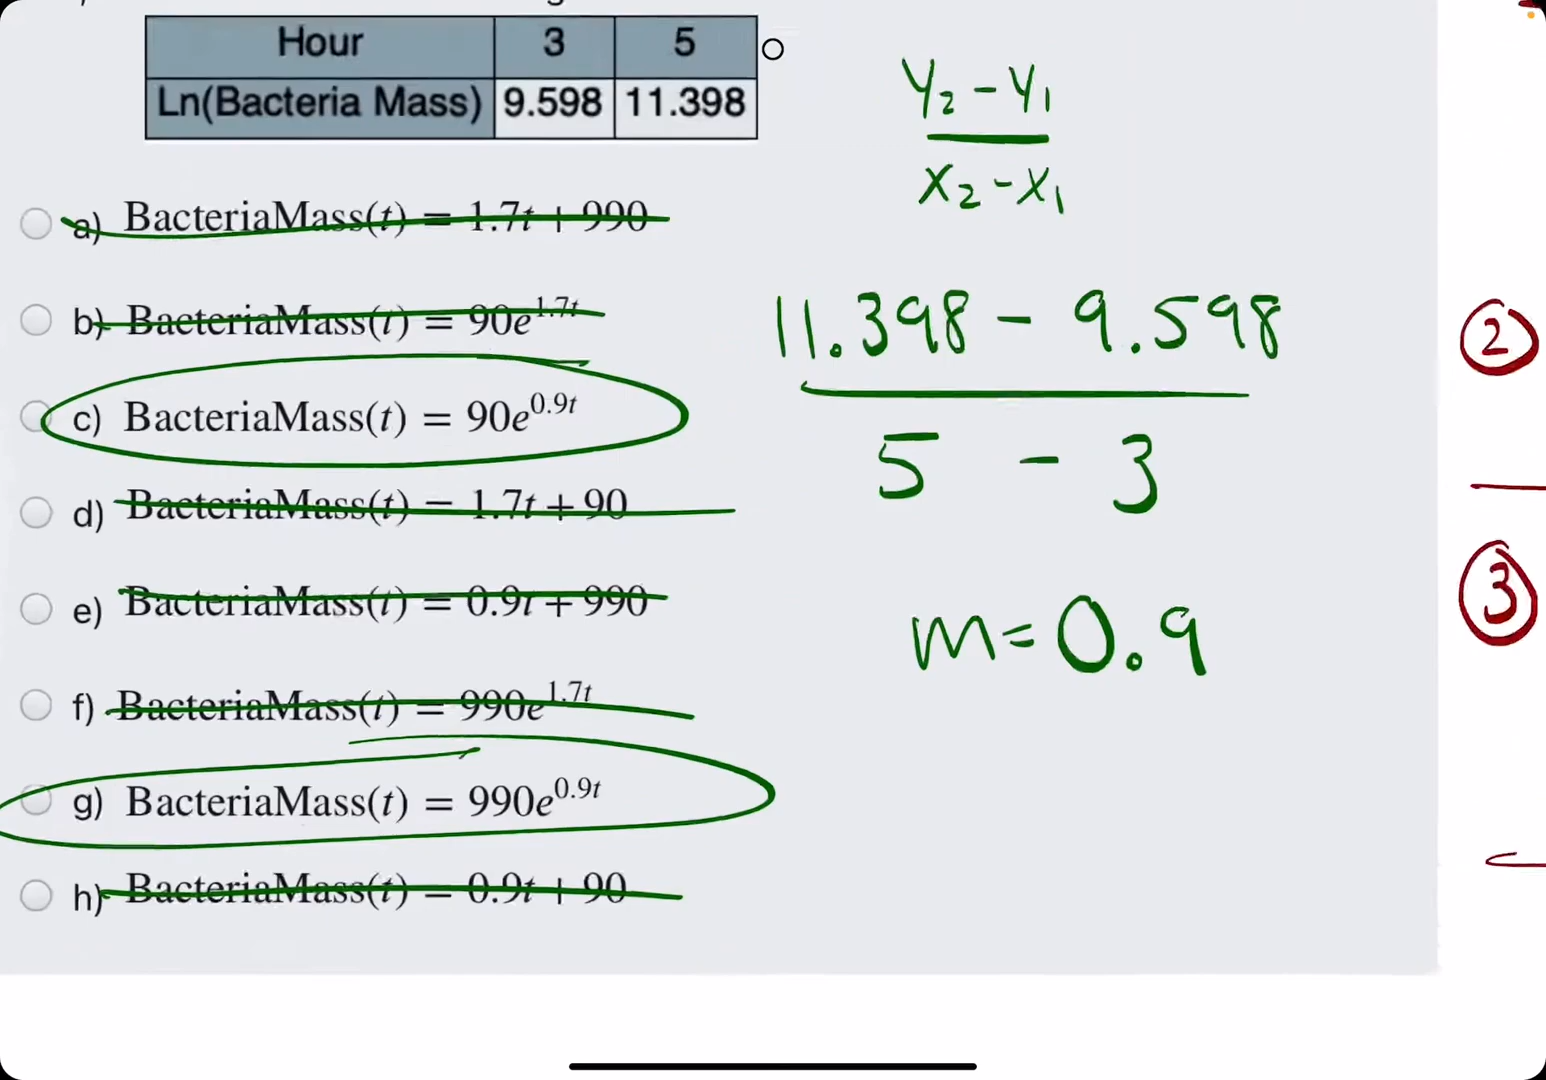 Hour 3 5
Ln(Bacteria Mass) 9.598 11.398
a) BacteriaMass(t) = 1.7t + 990
b) BacteriaMass(t) = 90e^1.7t
c) BacteriaMass(t) = 90e^0.9t
d) BacteriaMass(t) = 1.7t + 90
e) BacteriaMass(t) = 0.9t + 990
f) BacteriaMass(t) = 990e^1.7t
g) BacteriaMass(t) = 990e^0.9t
h) BacteriaMass(t) = 0.9t + 90
y₂ - y₁
x₂ - x₁
11.398 - 9.598
5 - 3
m = 0.9
2
3